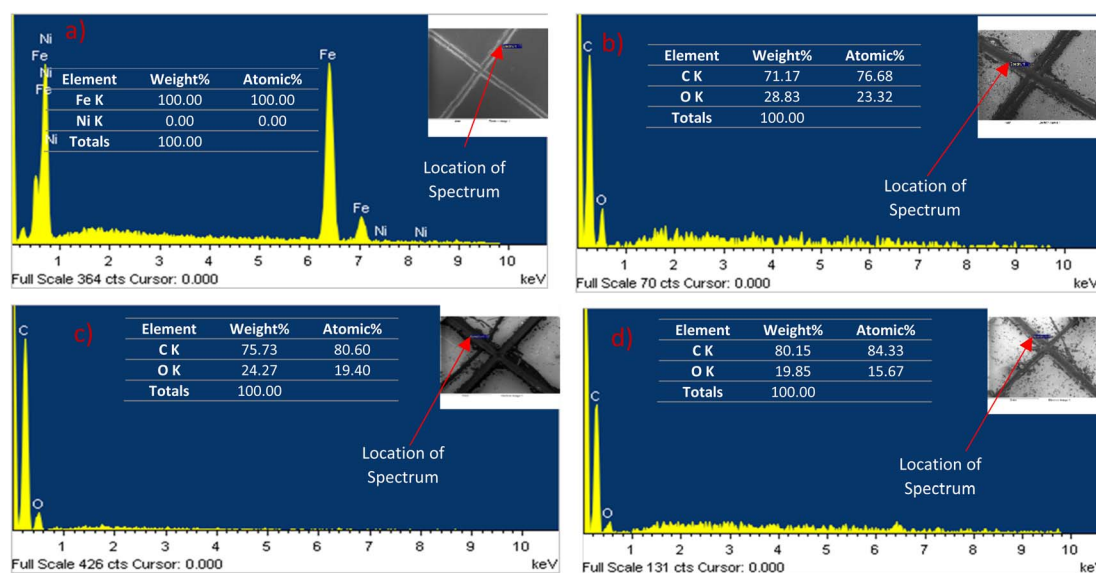 a)
Ni
Fe
Ni
Fe
Ni
Element Weight% Atomic%
Fe K 100.00 100.00
Ni K 0.00 0.00
Totals 100.00
Fe
Fe
Ni
Ni
Location of
Spectrum
1 2 3 4 5 6 7 8 9 10
Full Scale 364 cts Cursor: 0.000 keV
b)
C
O
Element Weight% Atomic%
C K 71.17 76.68
O K 28.83 23.32
Totals 100.00
Location of
Spectrum
1 2 3 4 5 6 7 8 9 10
Full Scale 70 cts Cursor: 0.000 keV
c)
C
O
Element Weight% Atomic%
C K 75.73 80.60
O K 24.27 19.40
Totals 100.00
Location of
Spectrum
1 2 3 4 5 6 7 8 9 10
Full Scale 426 cts Cursor: 0.000 keV
d)
C
O
Element Weight% Atomic%
C K 80.15 84.33
O K 19.85 15.67
Totals 100.00
Location of
Spectrum
1 2 3 4 5 6 7 8 9 10
Full Scale 131 cts Cursor: 0.000 keV